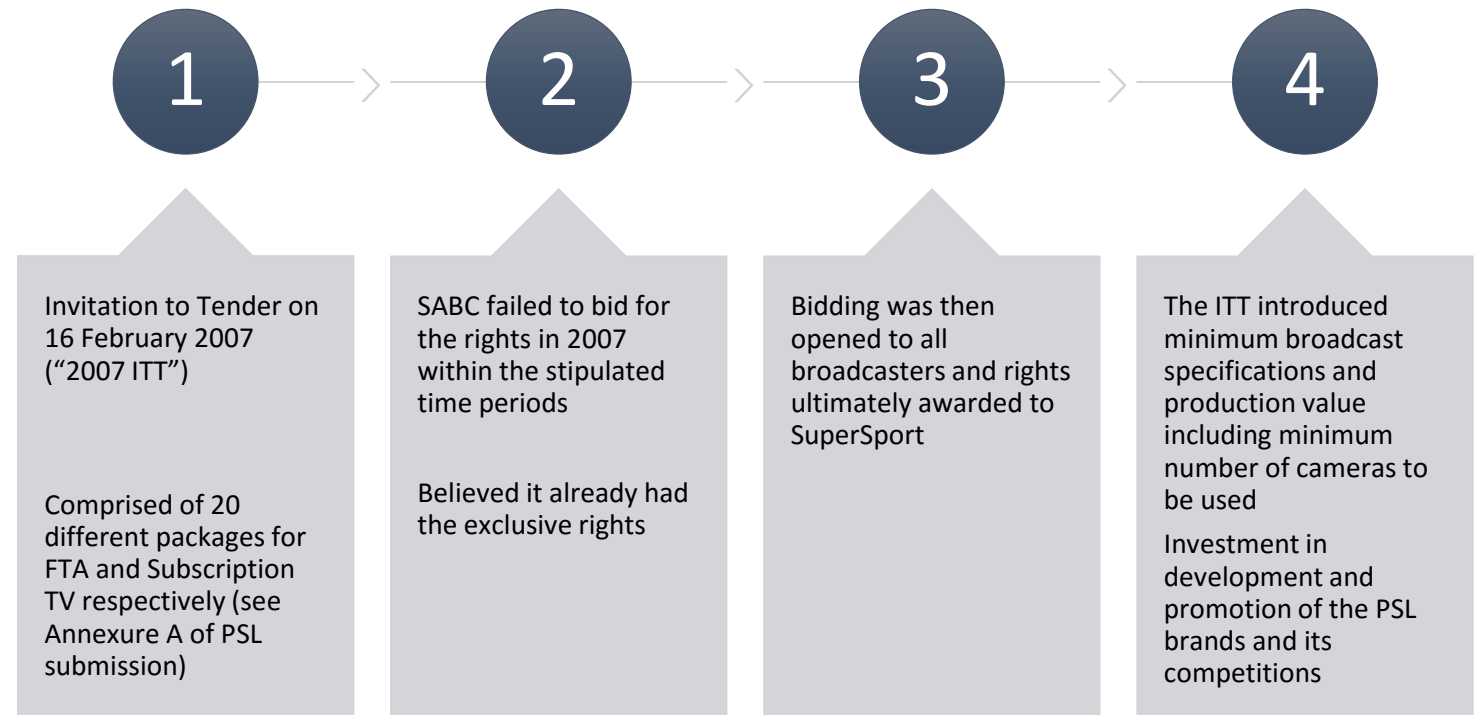 1
2
3
4
Invitation to Tender on
16 February 2007
(“2007 ITT”)
Comprised of 20
different packages for
FTA and Subscription
TV respectively (see
Annexure A of PSL
submission)
SABC failed to bid for
the rights in 2007
within the stipulated
time periods
Believed it already had
the exclusive rights
Bidding was then
opened to all
broadcasters and rights
ultimately awarded to
SuperSport
The ITT introduced
minimum broadcast
specifications and
production value
including minimum
number of cameras to
be used
Investment in
development and
promotion of the PSL
brands and its
competitions